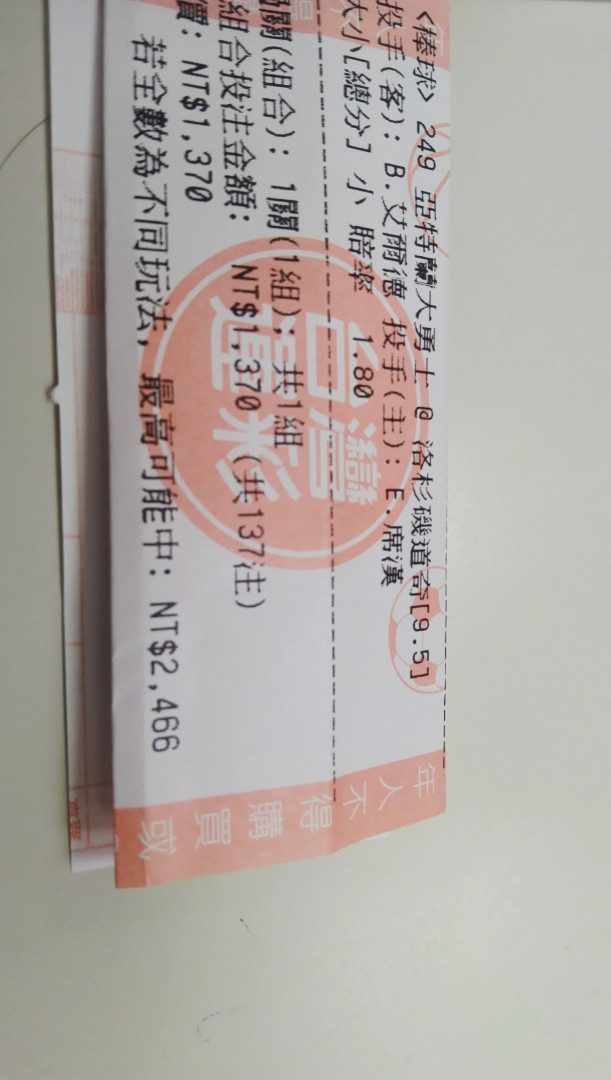 <棒球> 249 亞特蘭大勇士 @ 洛杉磯道奇[9.5]
投手(客): B.艾爾德 投手(主): E.席漢
大小[總分] 小 賠率 1.80
關(組合): 1關(1組); 共1組
組合投注金額: NT$1,370 (共137注)
價: NT$1,370
若全數為不同玩法, 最高可能中: NT$2,466
台灣
運彩
年人不得購買或